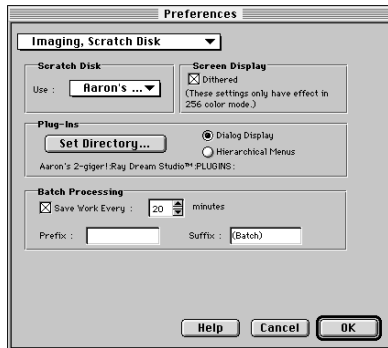 Preferences
Imaging, Scratch Disk
Scratch Disk
Use : Aaron's ...
Screen Display
Dithered
(These settings only have effect in
256 color mode.)
Plug-Ins
Set Directory...
Dialog Display
Hierarchical Menus
Aaron's 2-giger!:Ray Dream Studio™:PLUGINS:
Batch Processing
Save Work Every : 20 minutes
Prefix : Suffix : (Batch)
Help Cancel OK